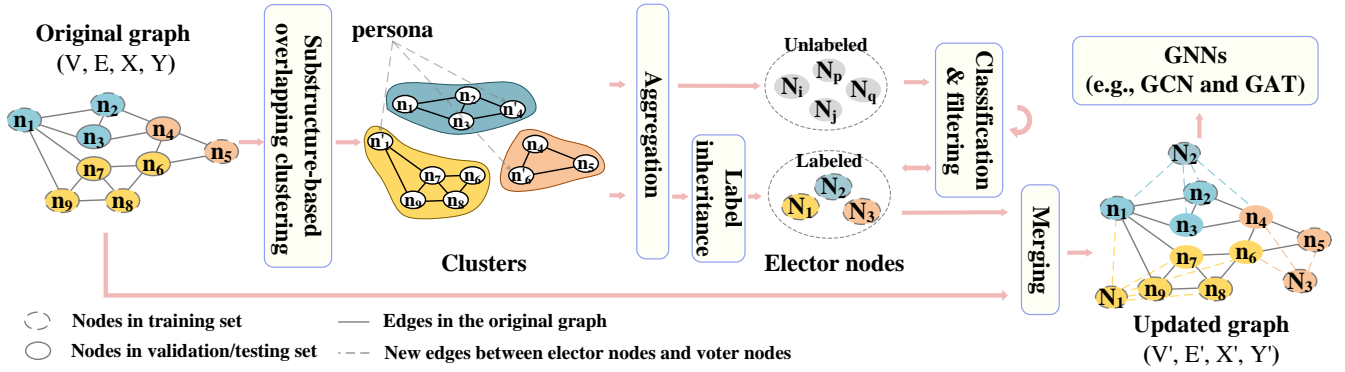 Original graph
(V, E, X, Y)
n1
n2
n3
n4
n5
n6
n7
n8
n9
Substructure-based
overlapping clustering
persona
n1
n2
n3
n'4
n'1
n7
n6
n9
n8
n4
n5
n'6
Clusters
Aggregation
Label
inheritance
Unlabeled
Ni
Np
Nq
Nj
Labeled
N1
N2
N3
Elector nodes
Classification
& filtering
Merging
GNNs
(e.g., GCN and GAT)
N2
n1
n2
n3
n4
n5
n6
n7
n8
n9
N1
N3
Updated graph
(V', E', X', Y')
Nodes in training set
Edges in the original graph
Nodes in validation/testing set
New edges between elector nodes and voter nodes